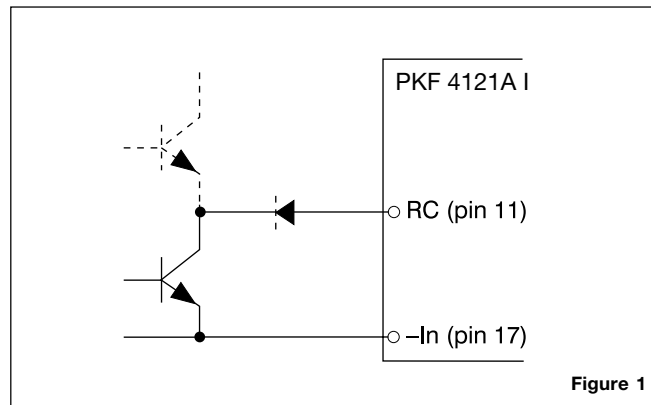 PKF 4121A I
RC (pin 11)
–In (pin 17)
Figure 1